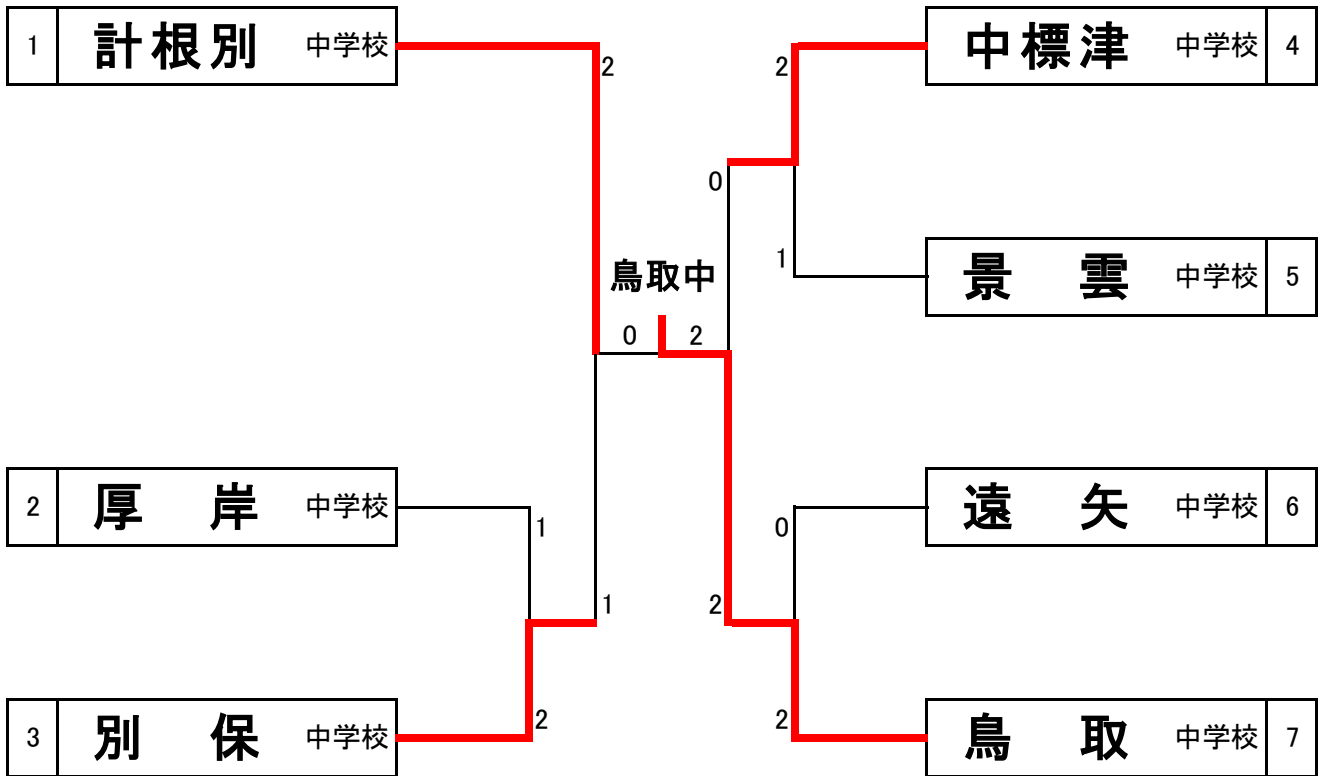 1 計根別 中学校
中標津 中学校 4
2
2
0
1
景雲 中学校 5
鳥取中
0 2
2 厚岸 中学校
遠矢 中学校 6
1
0
1
2
3 別保 中学校
2
2
鳥取 中学校 7